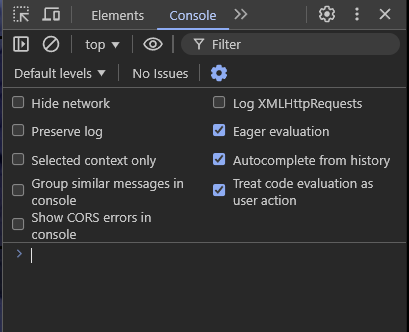 Elements Console
top Filter
Default levels No Issues
Hide network Log XMLHttpRequests
Preserve log Eager evaluation
Selected context only Autocomplete from history
Group similar messages in
console
Treat code evaluation as
user action
Show CORS errors in
console